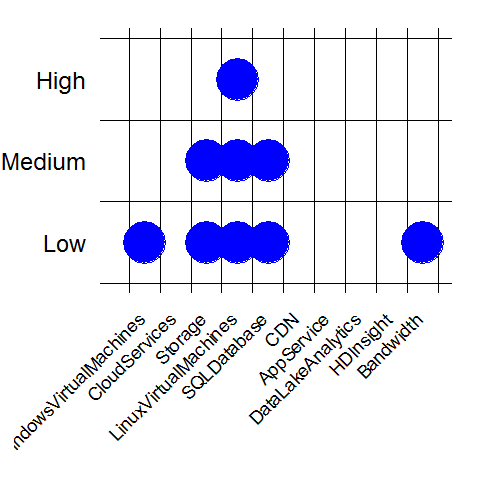 High
Medium
Low
ndowsVirtualMachines
CloudServices
Storage
LinuxVirtualMachines
SQLDatabase
CDN
AppService
DataLakeAnalytics
HDInsight
Bandwidth